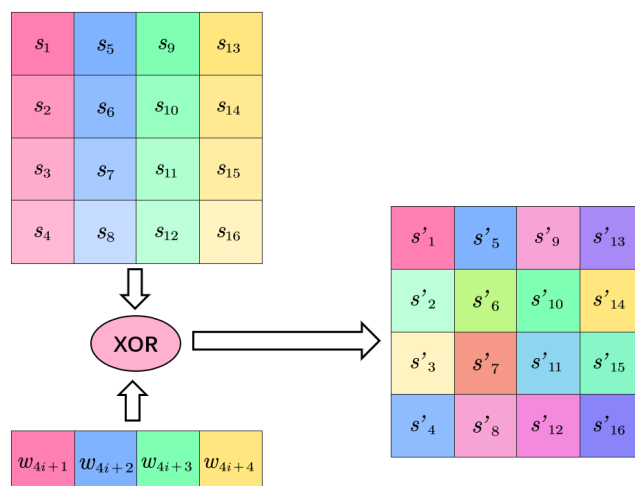 s₁ s₅ s₉ s₁₃
s₂ s₆ s₁₀ s₁₄
s₃ s₇ s₁₁ s₁₅
s₄ s₈ s₁₂ s₁₆
XOR
w₄ᵢ₊₁ w₄ᵢ₊₂ w₄ᵢ₊₃ w₄ᵢ₊₄
s’₁ s’₅ s’₉ s’₁₃
s’₂ s’₆ s’₁₀ s’₁₄
s’₃ s’₇ s’₁₁ s’₁₅
s’₄ s’₈ s’₁₂ s’₁₆